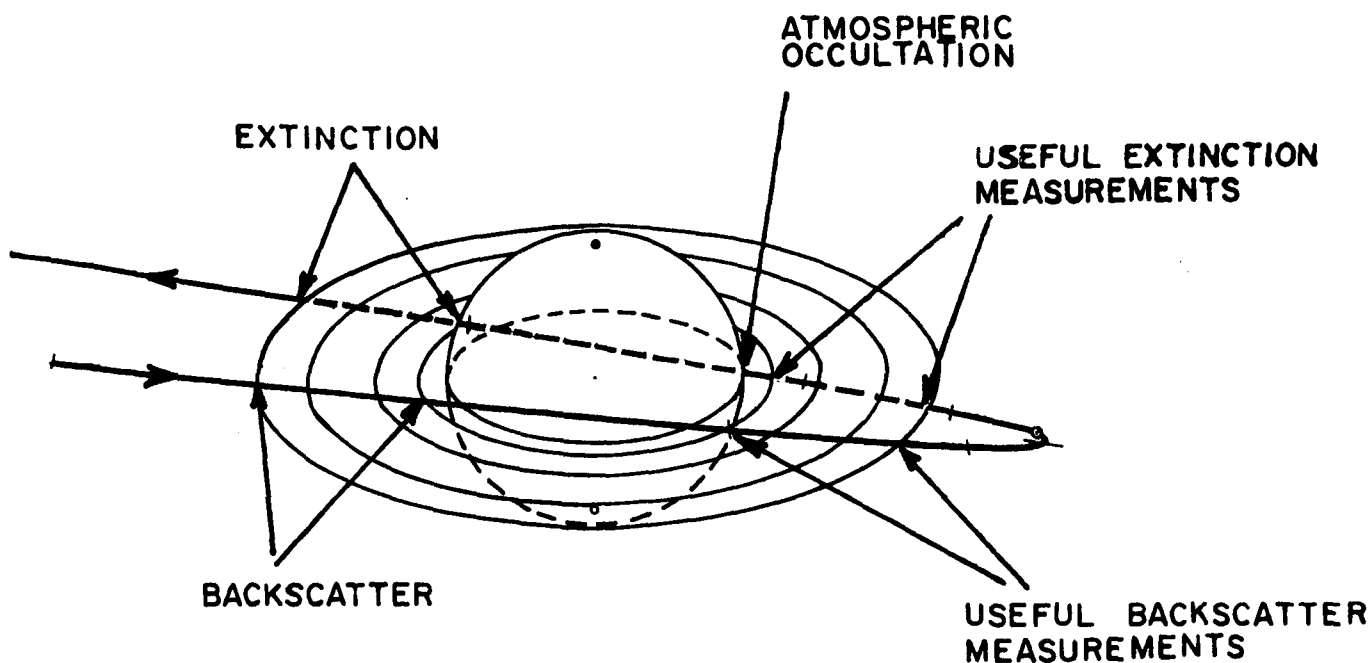 ATMOSPHERIC
OCCULTATION
EXTINCTION
USEFUL EXTINCTION
MEASUREMENTS
BACKSCATTER
USEFUL BACKSCATTER
MEASUREMENTS